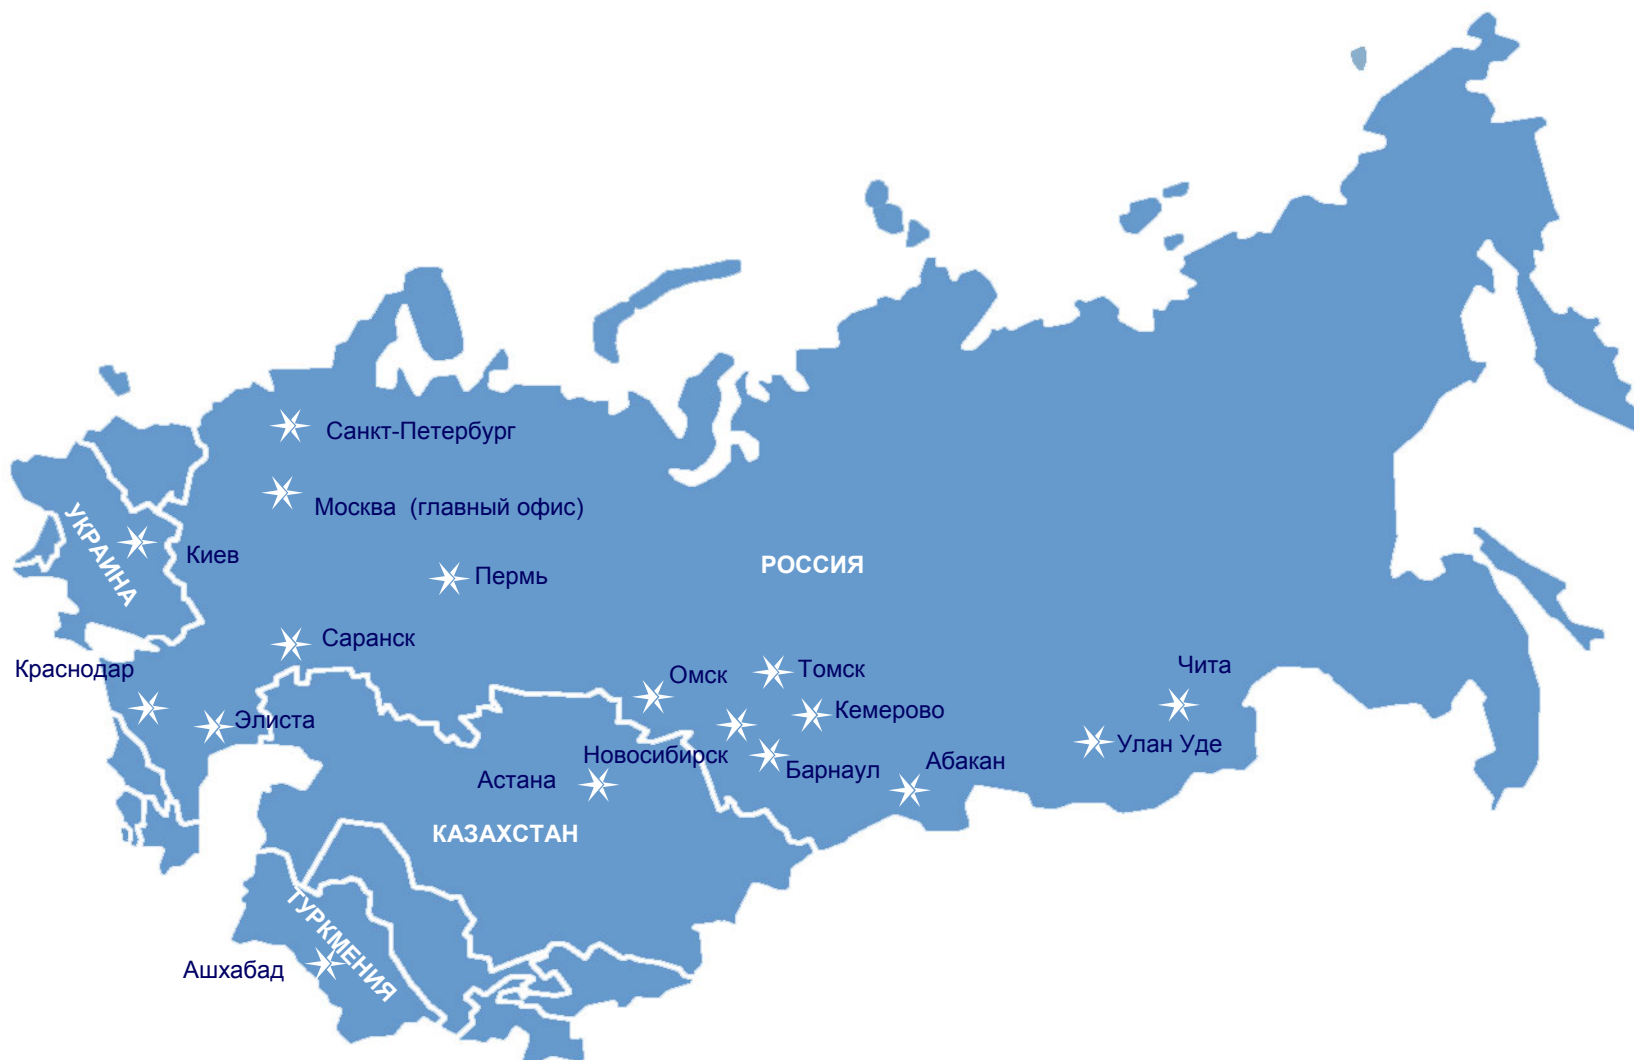 Санкт-Петербург
Москва (главный офис)
УКРАИНА
Киев
РОССИЯ
Пермь
Саранск
Краснодар
Элиста
Омск
Томск
Чита
Кемерово
Новосибирск
Барнаул
Абакан
Улан Уде
Астана
КАЗАХСТАН
ТУРКМЕНИЯ
Ашхабад